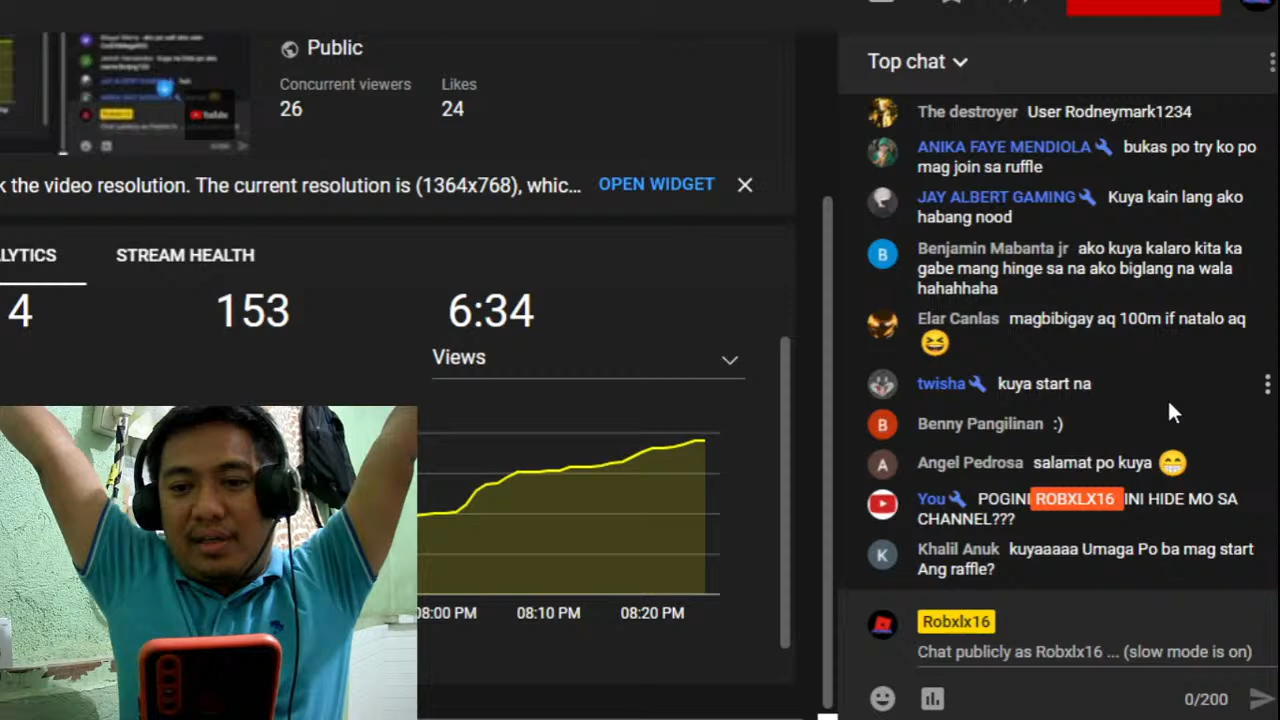 Public
Concurrent viewers
Likes
26
24
k the video resolution. The current resolution is (1364x768), whic...
OPEN WIDGET
LYTICS
STREAM HEALTH
4
153
6:34
Views
08:00 PM
08:10 PM
08:20 PM
YouTube
Top chat
The destroyer User Rodneymark1234
ANIKA FAYE MENDIOLA bukas po try ko po
mag join sa ruffle
JAY ALBERT GAMING Kuya kain lang ako
habang nood
Benjamin Mabanta jr ako kuya kalaro kita ka
gabe mang hinge sa na ako biglang na wala
hahahhaha
Elar Canlas magbibigay aq 100m if natalo aq
😆
twisha kuya start na
Benny Pangilinan :)
Angel Pedrosa salamat po kuya 😁
You POGINI ROBXLX16 INI HIDE MO SA
CHANNEL???
Khalil Anuk kuyaaaaa Umaga Po ba mag start
Ang raffle?
Robxlx16
Chat publicly as Robxlx16 ... (slow mode is on)
0/200